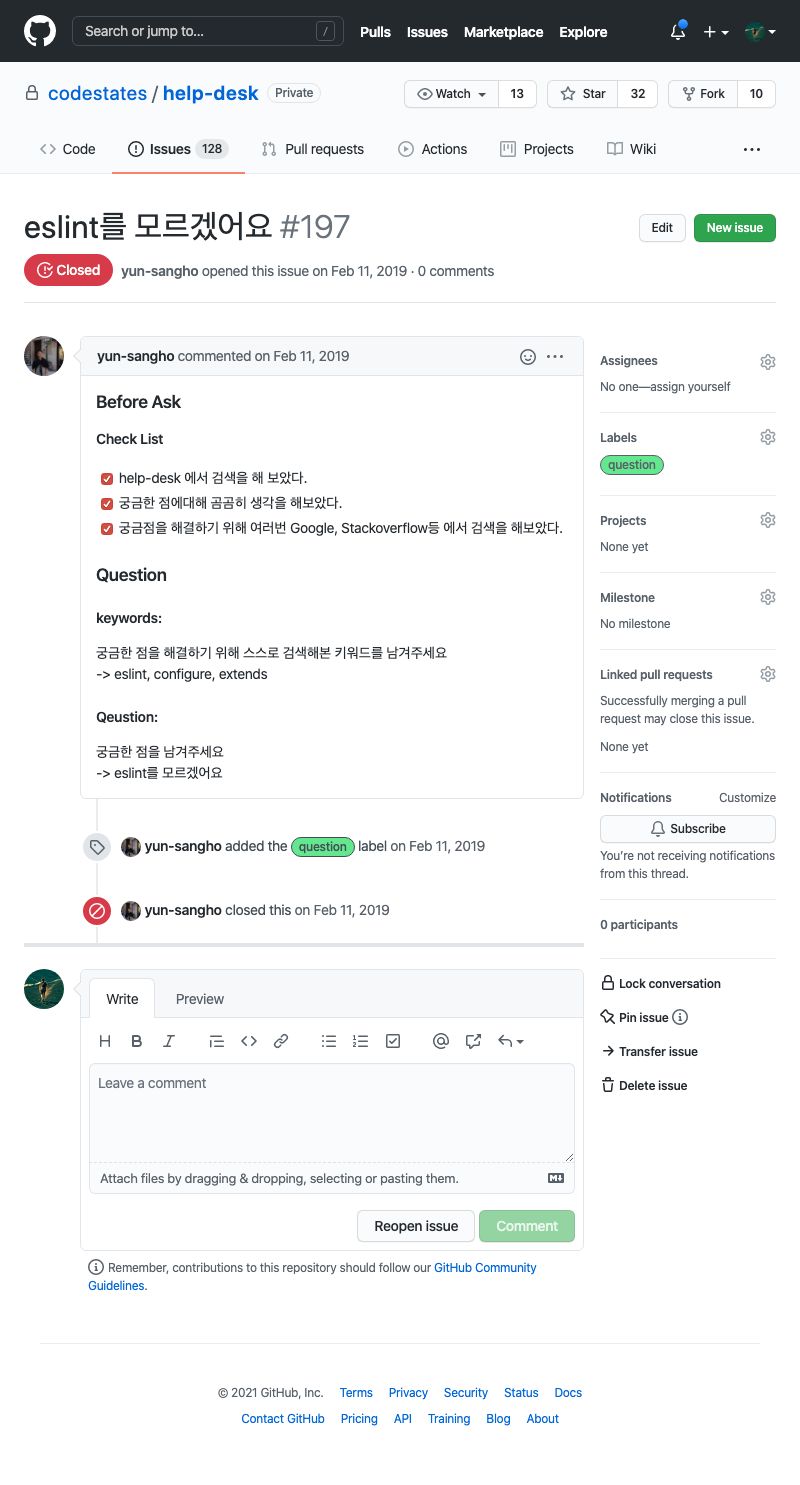 Search or jump to... /
Pulls Issues Marketplace Explore
codestates / help-desk Private
Watch 13 Star 32 Fork 10
Code Issues 128 Pull requests Actions Projects Wiki ...
eslint를 모르겠어요 #197
Edit New issue
Closed yun-sangho opened this issue on Feb 11, 2019 · 0 comments
yun-sangho commented on Feb 11, 2019
Before Ask
Check List
help-desk 에서 검색을 해 보았다.
궁금한 점에대해 곰곰히 생각을 해보았다.
궁금점을 해결하기 위해 여러번 Google, Stackoverflow등 에서 검색을 해보았다.
Question
keywords:
궁금한 점을 해결하기 위해 스스로 검색해본 키워드를 남겨주세요
-> eslint, configure, extends
Qeustion:
궁금한 점을 남겨주세요
-> eslint를 모르겠어요
yun-sangho added the question label on Feb 11, 2019
yun-sangho closed this on Feb 11, 2019
Assignees
No one—assign yourself
Labels
question
Projects
None yet
Milestone
No milestone
Linked pull requests
Successfully merging a pull
request may close this issue.
None yet
Notifications Customize
Subscribe
You're not receiving notifications
from this thread.
0 participants
Lock conversation
Pin issue
Transfer issue
Delete issue
Write Preview
Leave a comment
Attach files by dragging & dropping, selecting or pasting them.
Reopen issue Comment
Remember, contributions to this repository should follow our GitHub Community
Guidelines.
© 2021 GitHub, Inc. Terms Privacy Security Status Docs
Contact GitHub Pricing API Training Blog About